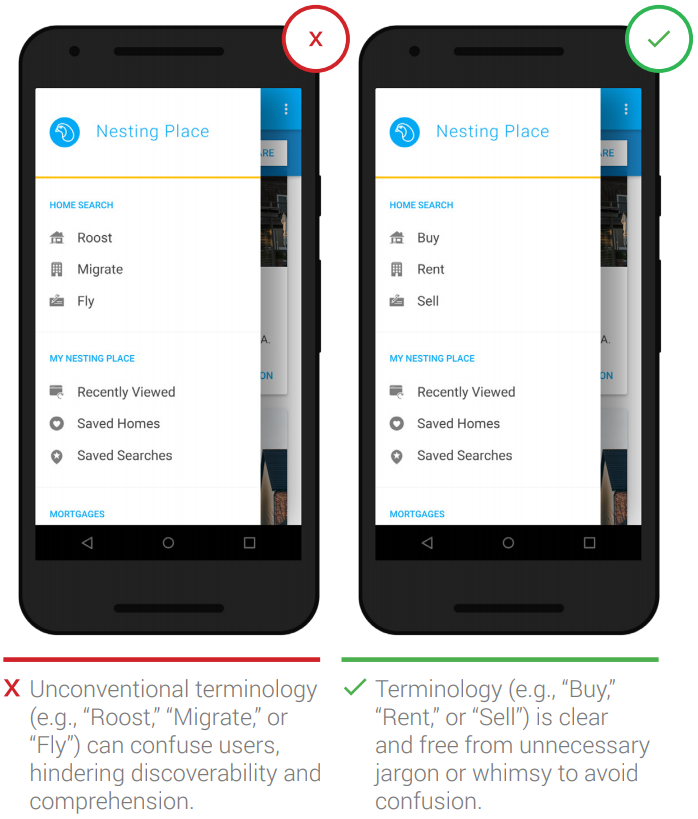 X
Nesting Place
ARE
HOME SEARCH
Roost
Migrate
Fly
A.
MY NESTING PLACE
ON
Recently Viewed
Saved Homes
Saved Searches
MORTGAGES
Nesting Place
ARE
HOME SEARCH
Buy
Rent
Sell
A.
MY NESTING PLACE
ON
Recently Viewed
Saved Homes
Saved Searches
MORTGAGES
X Unconventional terminology
(e.g., “Roost,” “Migrate,” or
“Fly”) can confuse users,
hindering discoverability and
comprehension.
Terminology (e.g., “Buy,”
“Rent,” or “Sell”) is clear
and free from unnecessary
jargon or whimsy to avoid
confusion.